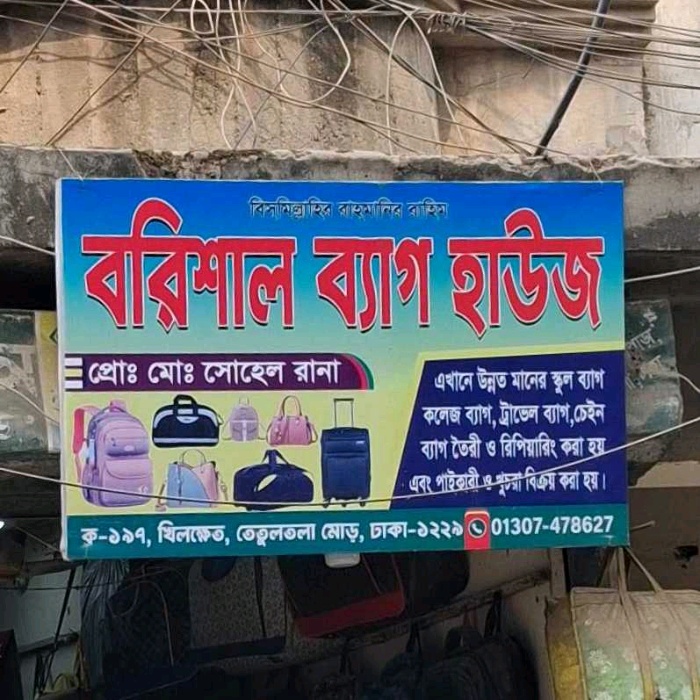 বিসমিল্লাহির রাহমানির রাহিম
বরিশাল ব্যাগ হাউজ
প্রোঃ মোঃ সোহেল রানা
এখানে উন্নত মানের স্কুল ব্যাগ
কলেজ ব্যাগ, ট্রাভেল ব্যাগ,চেইন
ব্যাগ তৈরী ও রিপিয়ারিং করা হয়
এবং পাইকারী ও খুচরা বিক্রয় করা হয়।
ক-১৯৭, খিলক্ষেত, তেতুলতলা মোড়, ঢাকা-১২২৯ 01307-478627